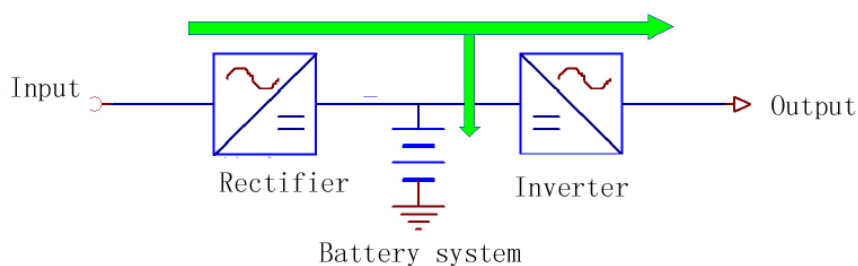 Input
Output
Rectifier
Inverter
Battery system